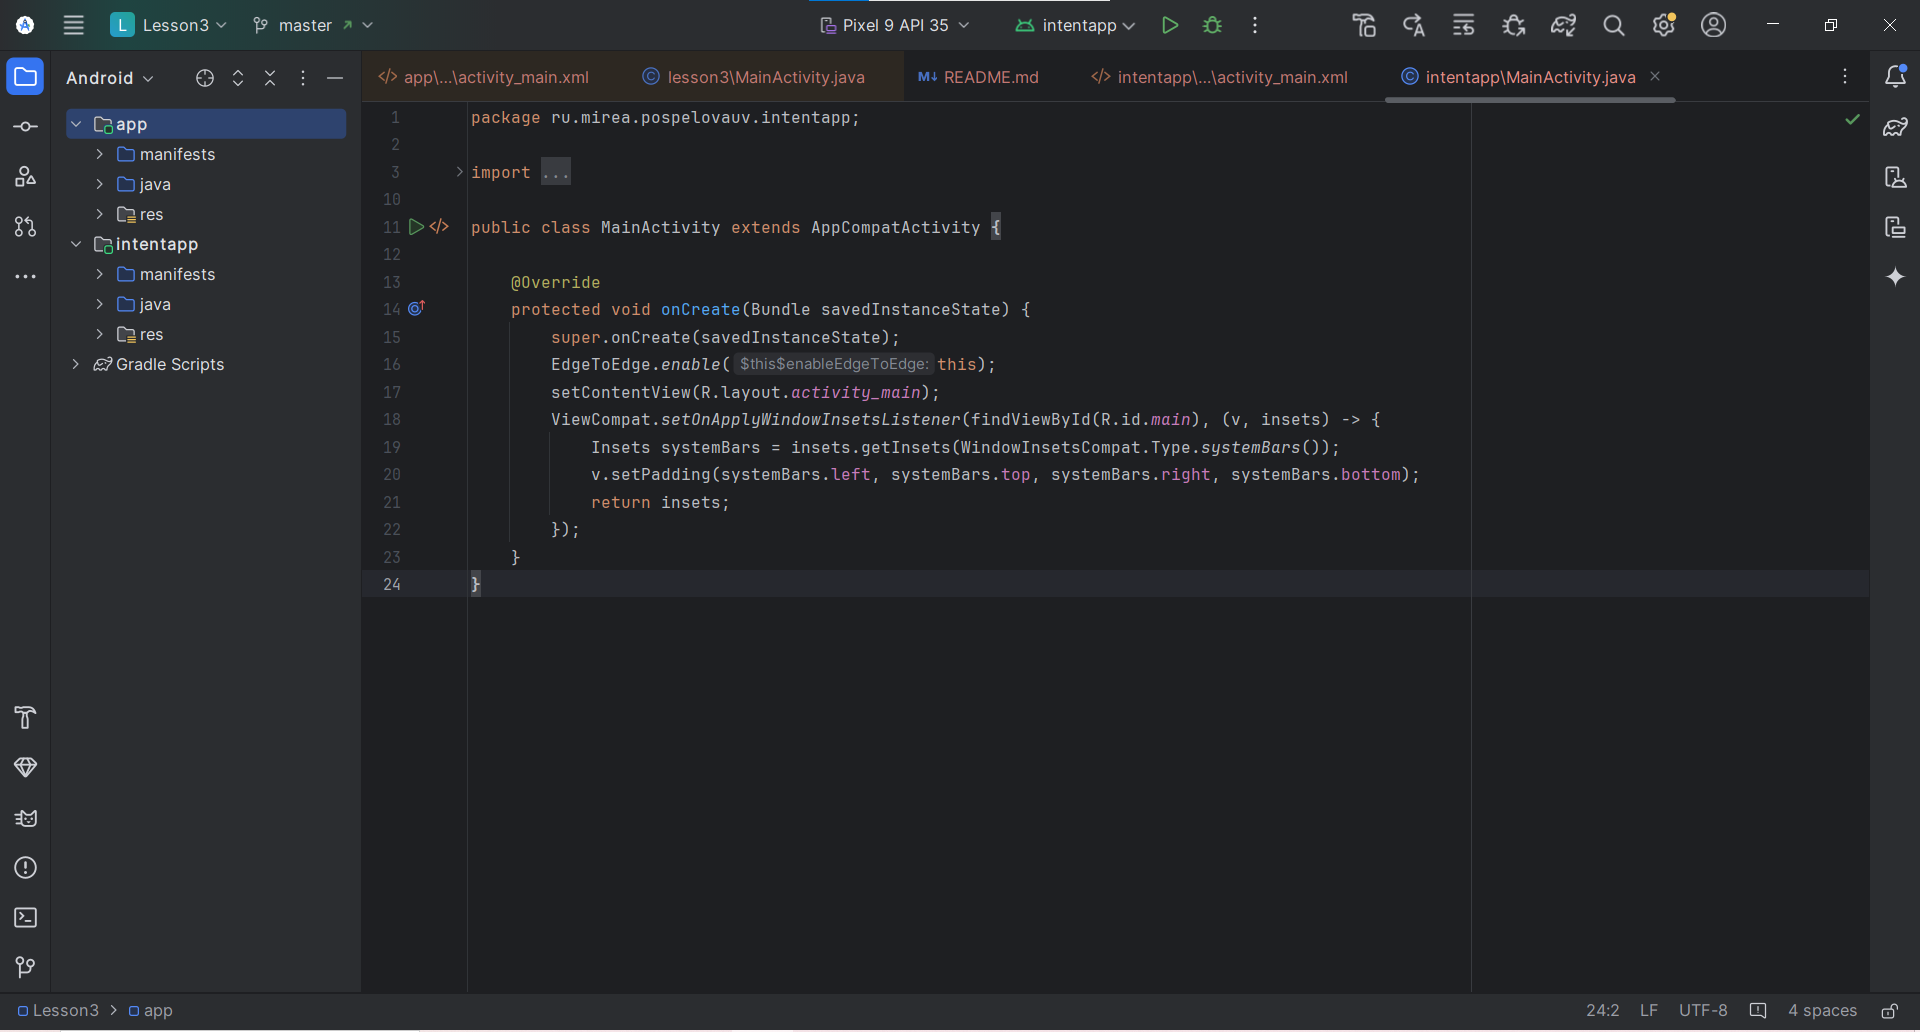 L Lesson3 master Pixel 9 API 35 intentapp
Android
app\...\activity_main.xml lesson3\MainActivity.java M↓ README.md intentapp\...\activity_main.xml intentapp\MainActivity.java
app
manifests
java
res
intentapp
manifests
java
res
Gradle Scripts
1 package ru.mirea.pospelovauv.intentapp;
2
3 import ...
10
11 public class MainActivity extends AppCompatActivity {
12
13 @Override
14 protected void onCreate(Bundle savedInstanceState) {
15 super.onCreate(savedInstanceState);
16 EdgeToEdge.enable( $this$enableEdgeToEdge: this);
17 setContentView(R.layout.activity_main);
18 ViewCompat.setOnApplyWindowInsetsListener(findViewById(R.id.main), (v, insets) -> {
19 Insets systemBars = insets.getInsets(WindowInsetsCompat.Type.systemBars());
20 v.setPadding(systemBars.left, systemBars.top, systemBars.right, systemBars.bottom);
21 return insets;
22 });
23 }
24 }
Lesson3 > app 24:2 LF UTF-8 4 spaces